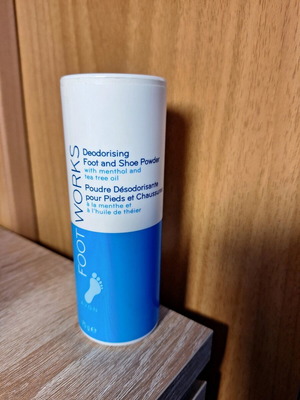 FOOT WORKS
Deodorising
Foot and Shoe Powder
with menthol and
tea tree oil
Poudre Désodorisante
pour Pieds et Chaussures
à la menthe et
à l'huile de théier